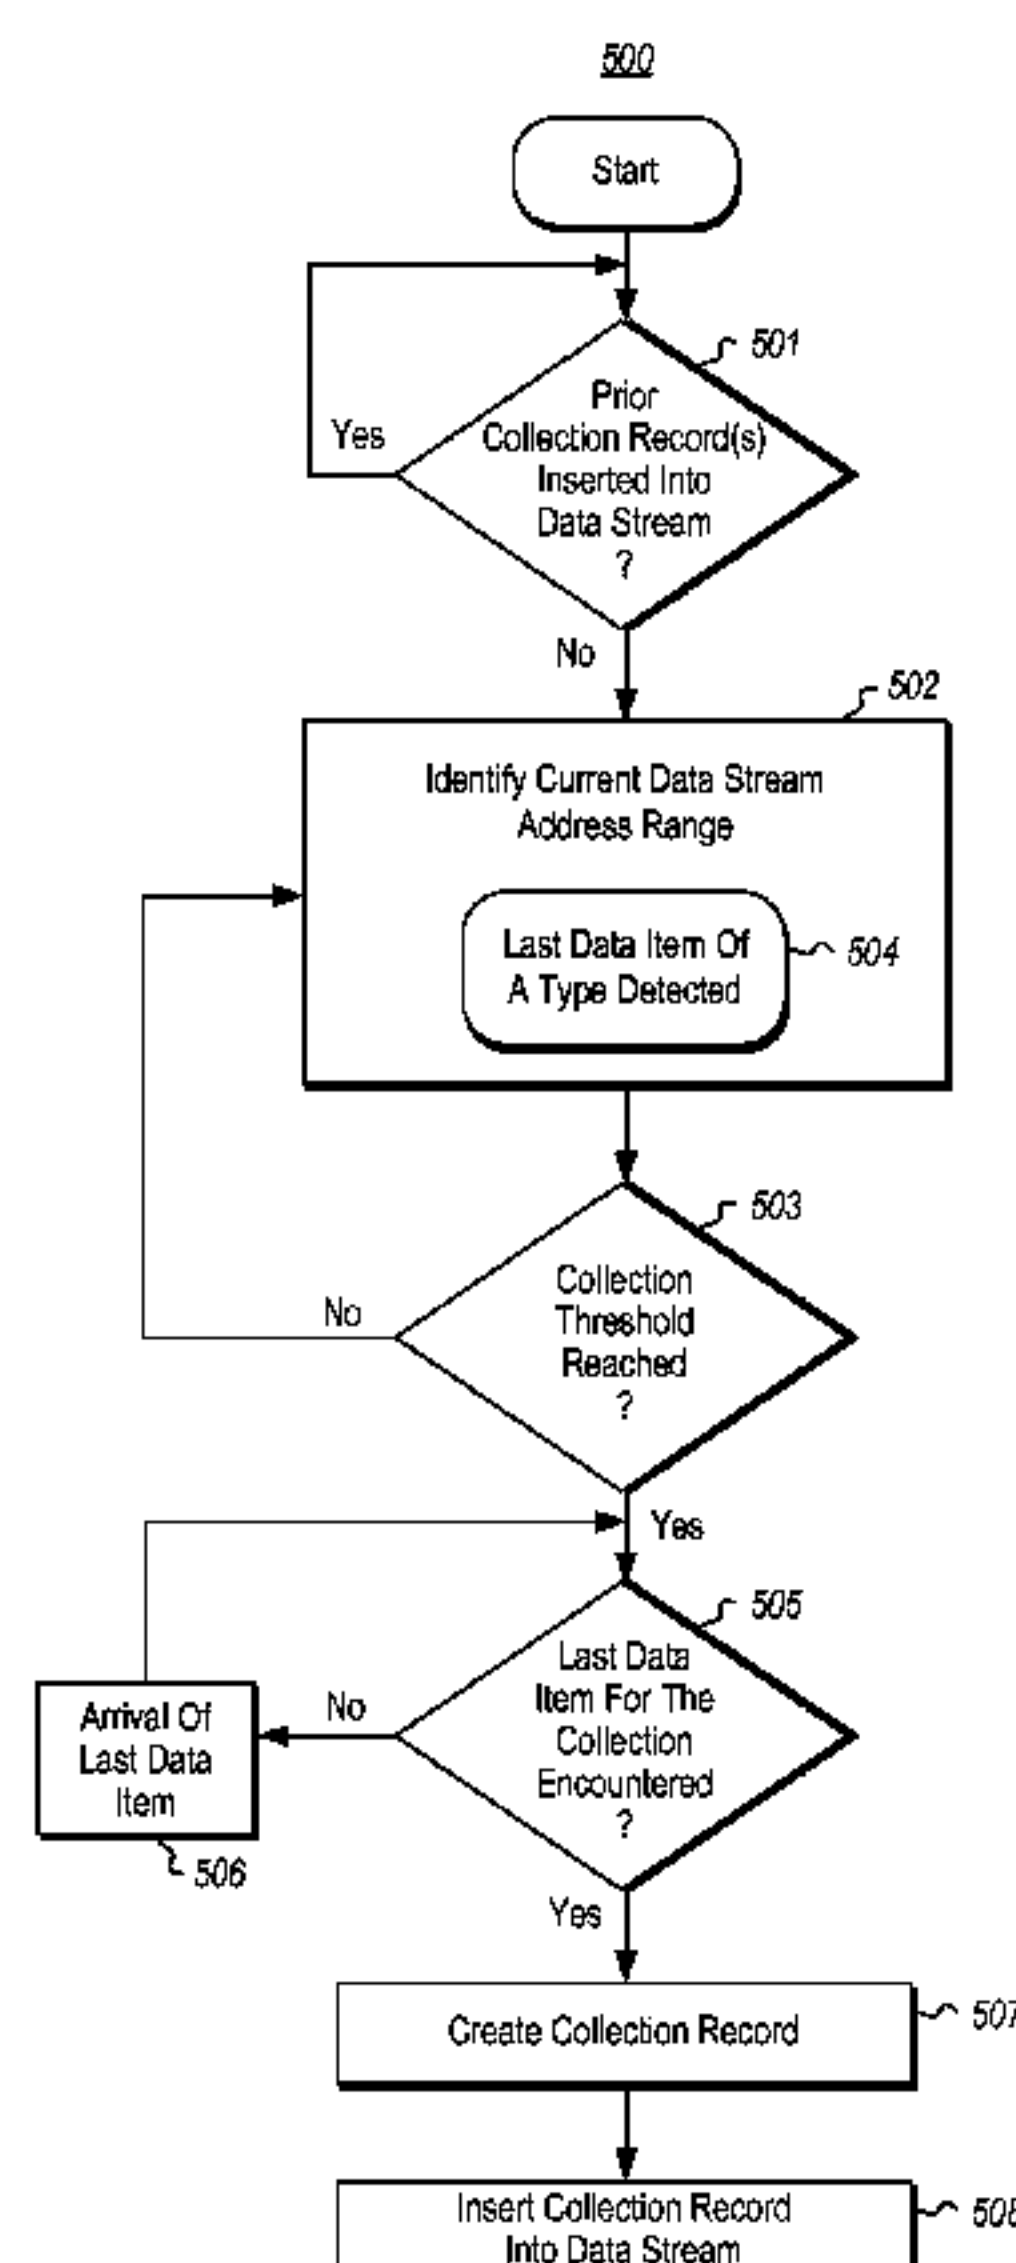 500
Start
501
Prior
Collection Record(s)
Inserted Into
Data Stream
?
Yes
No
502
Identify Current Data Stream
Address Range
Last Data Item Of
A Type Detected
504
503
Collection
Threshold
Reached
?
No
Yes
505
Last Data
Item For The
Collection
Encountered
?
No
Arrival Of
Last Data
Item
506
Yes
Create Collection Record
507
Insert Collection Record
Into Data Stream
508